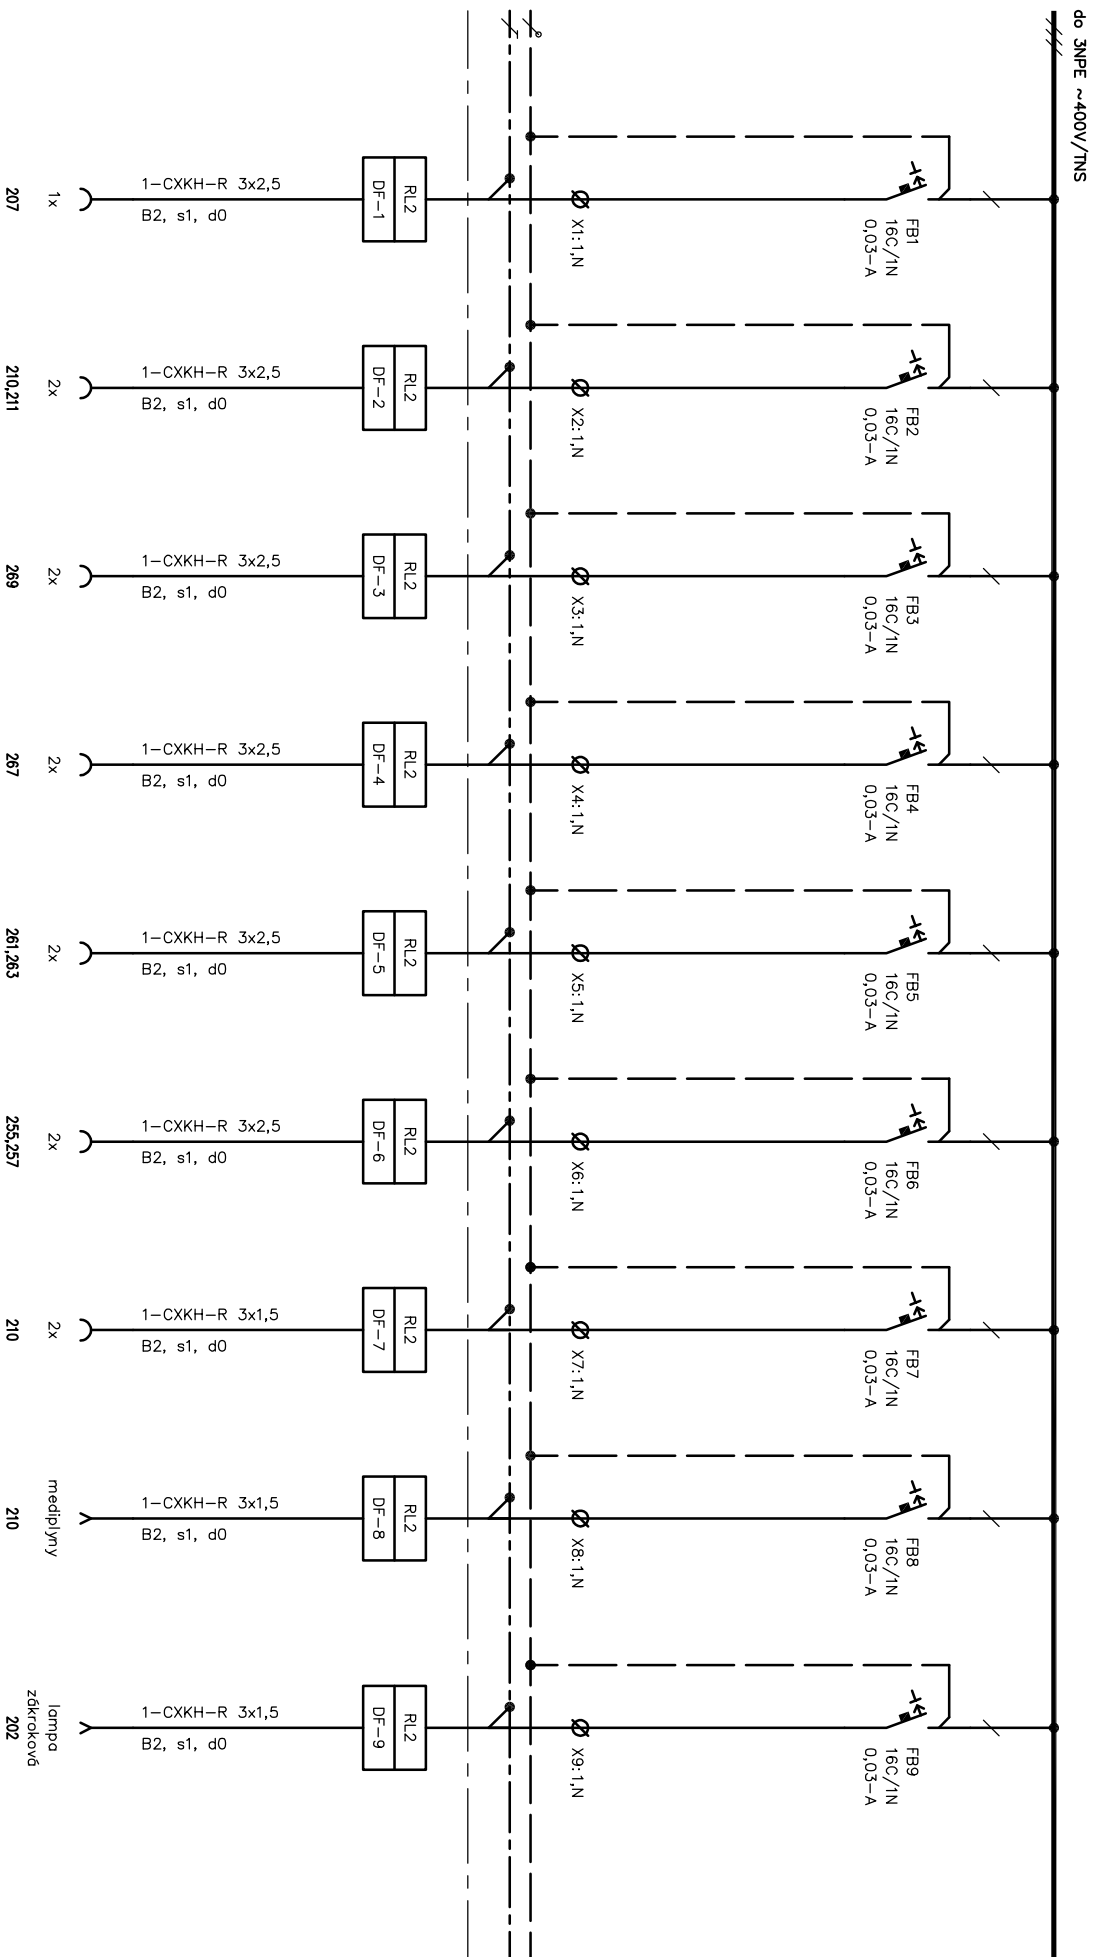 do 3NPE ~400V/TNS
FB1
16C/1N
0,03-A
X1:1,N
RL2
DF-1
1-CXKH-R 3x2,5
B2, s1, d0
1x
207
FB2
16C/1N
0,03-A
X2:1,N
RL2
DF-2
1-CXKH-R 3x2,5
B2, s1, d0
2x
210,211
FB3
16C/1N
0,03-A
X3:1,N
RL2
DF-3
1-CXKH-R 3x2,5
B2, s1, d0
2x
269
FB4
16C/1N
0,03-A
X4:1,N
RL2
DF-4
1-CXKH-R 3x2,5
B2, s1, d0
2x
267
FB5
16C/1N
0,03-A
X5:1,N
RL2
DF-5
1-CXKH-R 3x2,5
B2, s1, d0
2x
261,263
FB6
16C/1N
0,03-A
X6:1,N
RL2
DF-6
1-CXKH-R 3x2,5
B2, s1, d0
2x
255,257
FB7
16C/1N
0,03-A
X7:1,N
RL2
DF-7
1-CXKH-R 3x1,5
B2, s1, d0
2x
210
FB8
16C/1N
0,03-A
X8:1,N
RL2
DF-8
1-CXKH-R 3x1,5
B2, s1, d0
mediplyny
210
FB9
16C/1N
0,03-A
X9:1,N
RL2
DF-9
1-CXKH-R 3x1,5
B2, s1, d0
lampa
zákroková
202